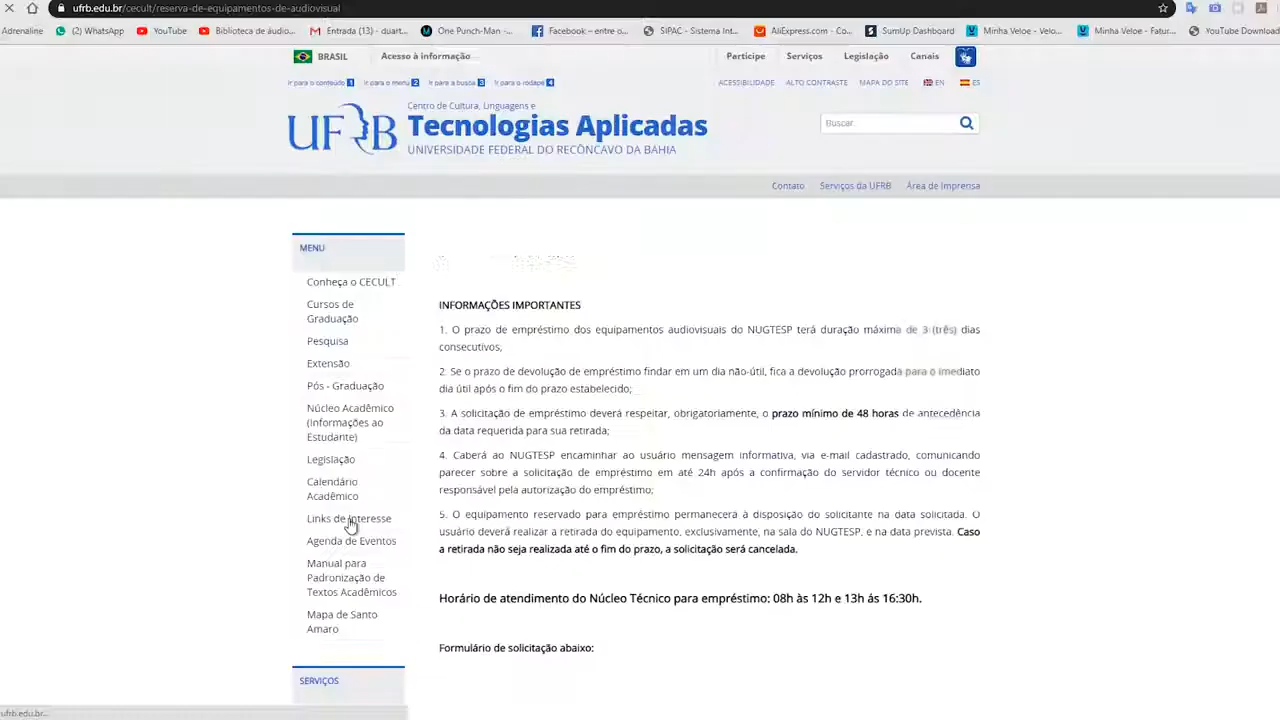 ufrb.edu.br/cecult/reserva-de-equipamentos-de-audiovisual
Adrenaline (2) WhatsApp YouTube Biblioteca de áudio... Entrada (13) - duart... One Punch-Man -... Facebook – entre o... SIPAC - Sistema Int... AliExpress.com - Co... SumUp Dashboard Minha Veloe - Velo... Minha Veloe - Fatur... YouTube Download
BRASIL Acesso à informação Participe Serviços Legislação Canais
Ir para o conteúdo 1 Ir para o menu 2 Ir para a busca 3 Ir para o rodapé 4 ACESSIBILIDADE ALTO CONTRASTE MAPA DO SITE EN ES
Centro de Cultura, Linguagens e
UFRB Tecnologias Aplicadas
UNIVERSIDADE FEDERAL DO RECÔNCAVO DA BAHIA
Buscar
Contato Serviços da UFRB Área de Imprensa
MENU
Conheça o CECULT
Cursos de
Graduação
Pesquisa
Extensão
Pós - Graduação
Núcleo Acadêmico
(Informações ao
Estudante)
Legislação
Calendário
Acadêmico
Links de Interesse
Agenda de Eventos
Manual para
Padronização de
Textos Acadêmicos
Mapa de Santo
Amaro
SERVIÇOS
INFORMAÇÕES IMPORTANTES
1. O prazo de empréstimo dos equipamentos audiovisuais do NUGTESP terá duração máxima de 3 (três) dias
consecutivos;
2. Se o prazo de devolução de empréstimo findar em um dia não-útil, fica a devolução prorrogada para o imediato
dia útil após o fim do prazo estabelecido;
3. A solicitação de empréstimo deverá respeitar, obrigatoriamente, o prazo mínimo de 48 horas de antecedência
da data requerida para sua retirada;
4. Caberá ao NUGTESP encaminhar ao usuário mensagem informativa, via e-mail cadastrado, comunicando
parecer sobre a solicitação de empréstimo em até 24h após a confirmação do servidor técnico ou docente
responsável pela autorização do empréstimo;
5. O equipamento reservado para empréstimo permanecerá à disposição do solicitante na data solicitada. O
usuário deverá realizar a retirada do equipamento, exclusivamente, na sala do NUGTESP, e na data prevista. Caso
a retirada não seja realizada até o fim do prazo, a solicitação será cancelada.
Horário de atendimento do Núcleo Técnico para empréstimo: 08h às 12h e 13h ás 16:30h.
Formulário de solicitação abaixo:
ufrb.edu.br...